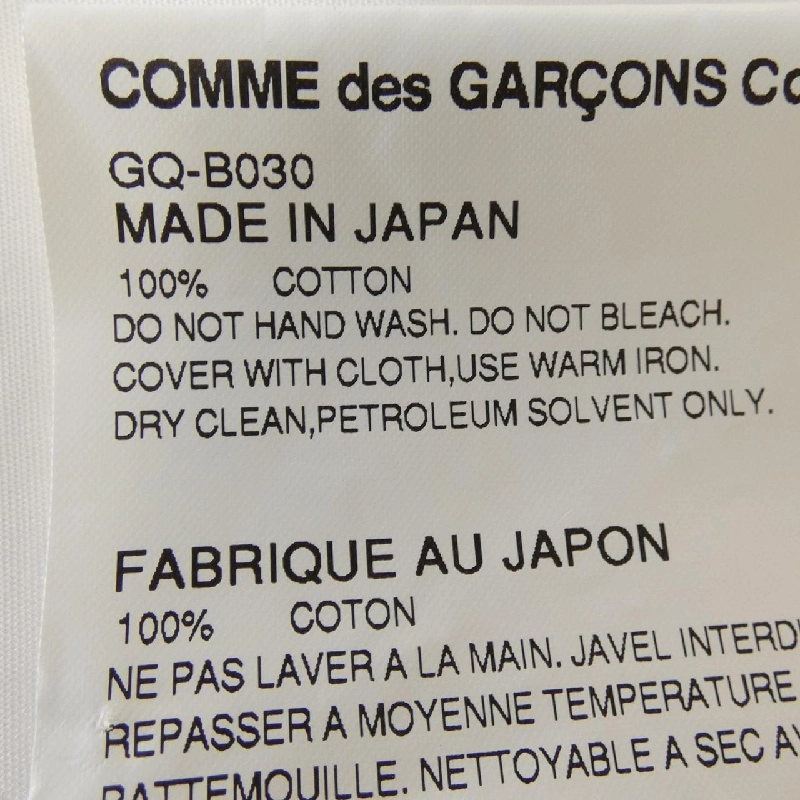 COMME des GARÇONS Co
GQ-B030
MADE IN JAPAN
100% COTTON
DO NOT HAND WASH. DO NOT BLEACH.
COVER WITH CLOTH,USE WARM IRON.
DRY CLEAN,PETROLEUM SOLVENT ONLY.
FABRIQUE AU JAPON
100% COTON
NE PAS LAVER A LA MAIN. JAVEL INTERD
REPASSER A MOYENNE TEMPERATURE
PATTEMOUILLE. NETTOYABLE A SEC